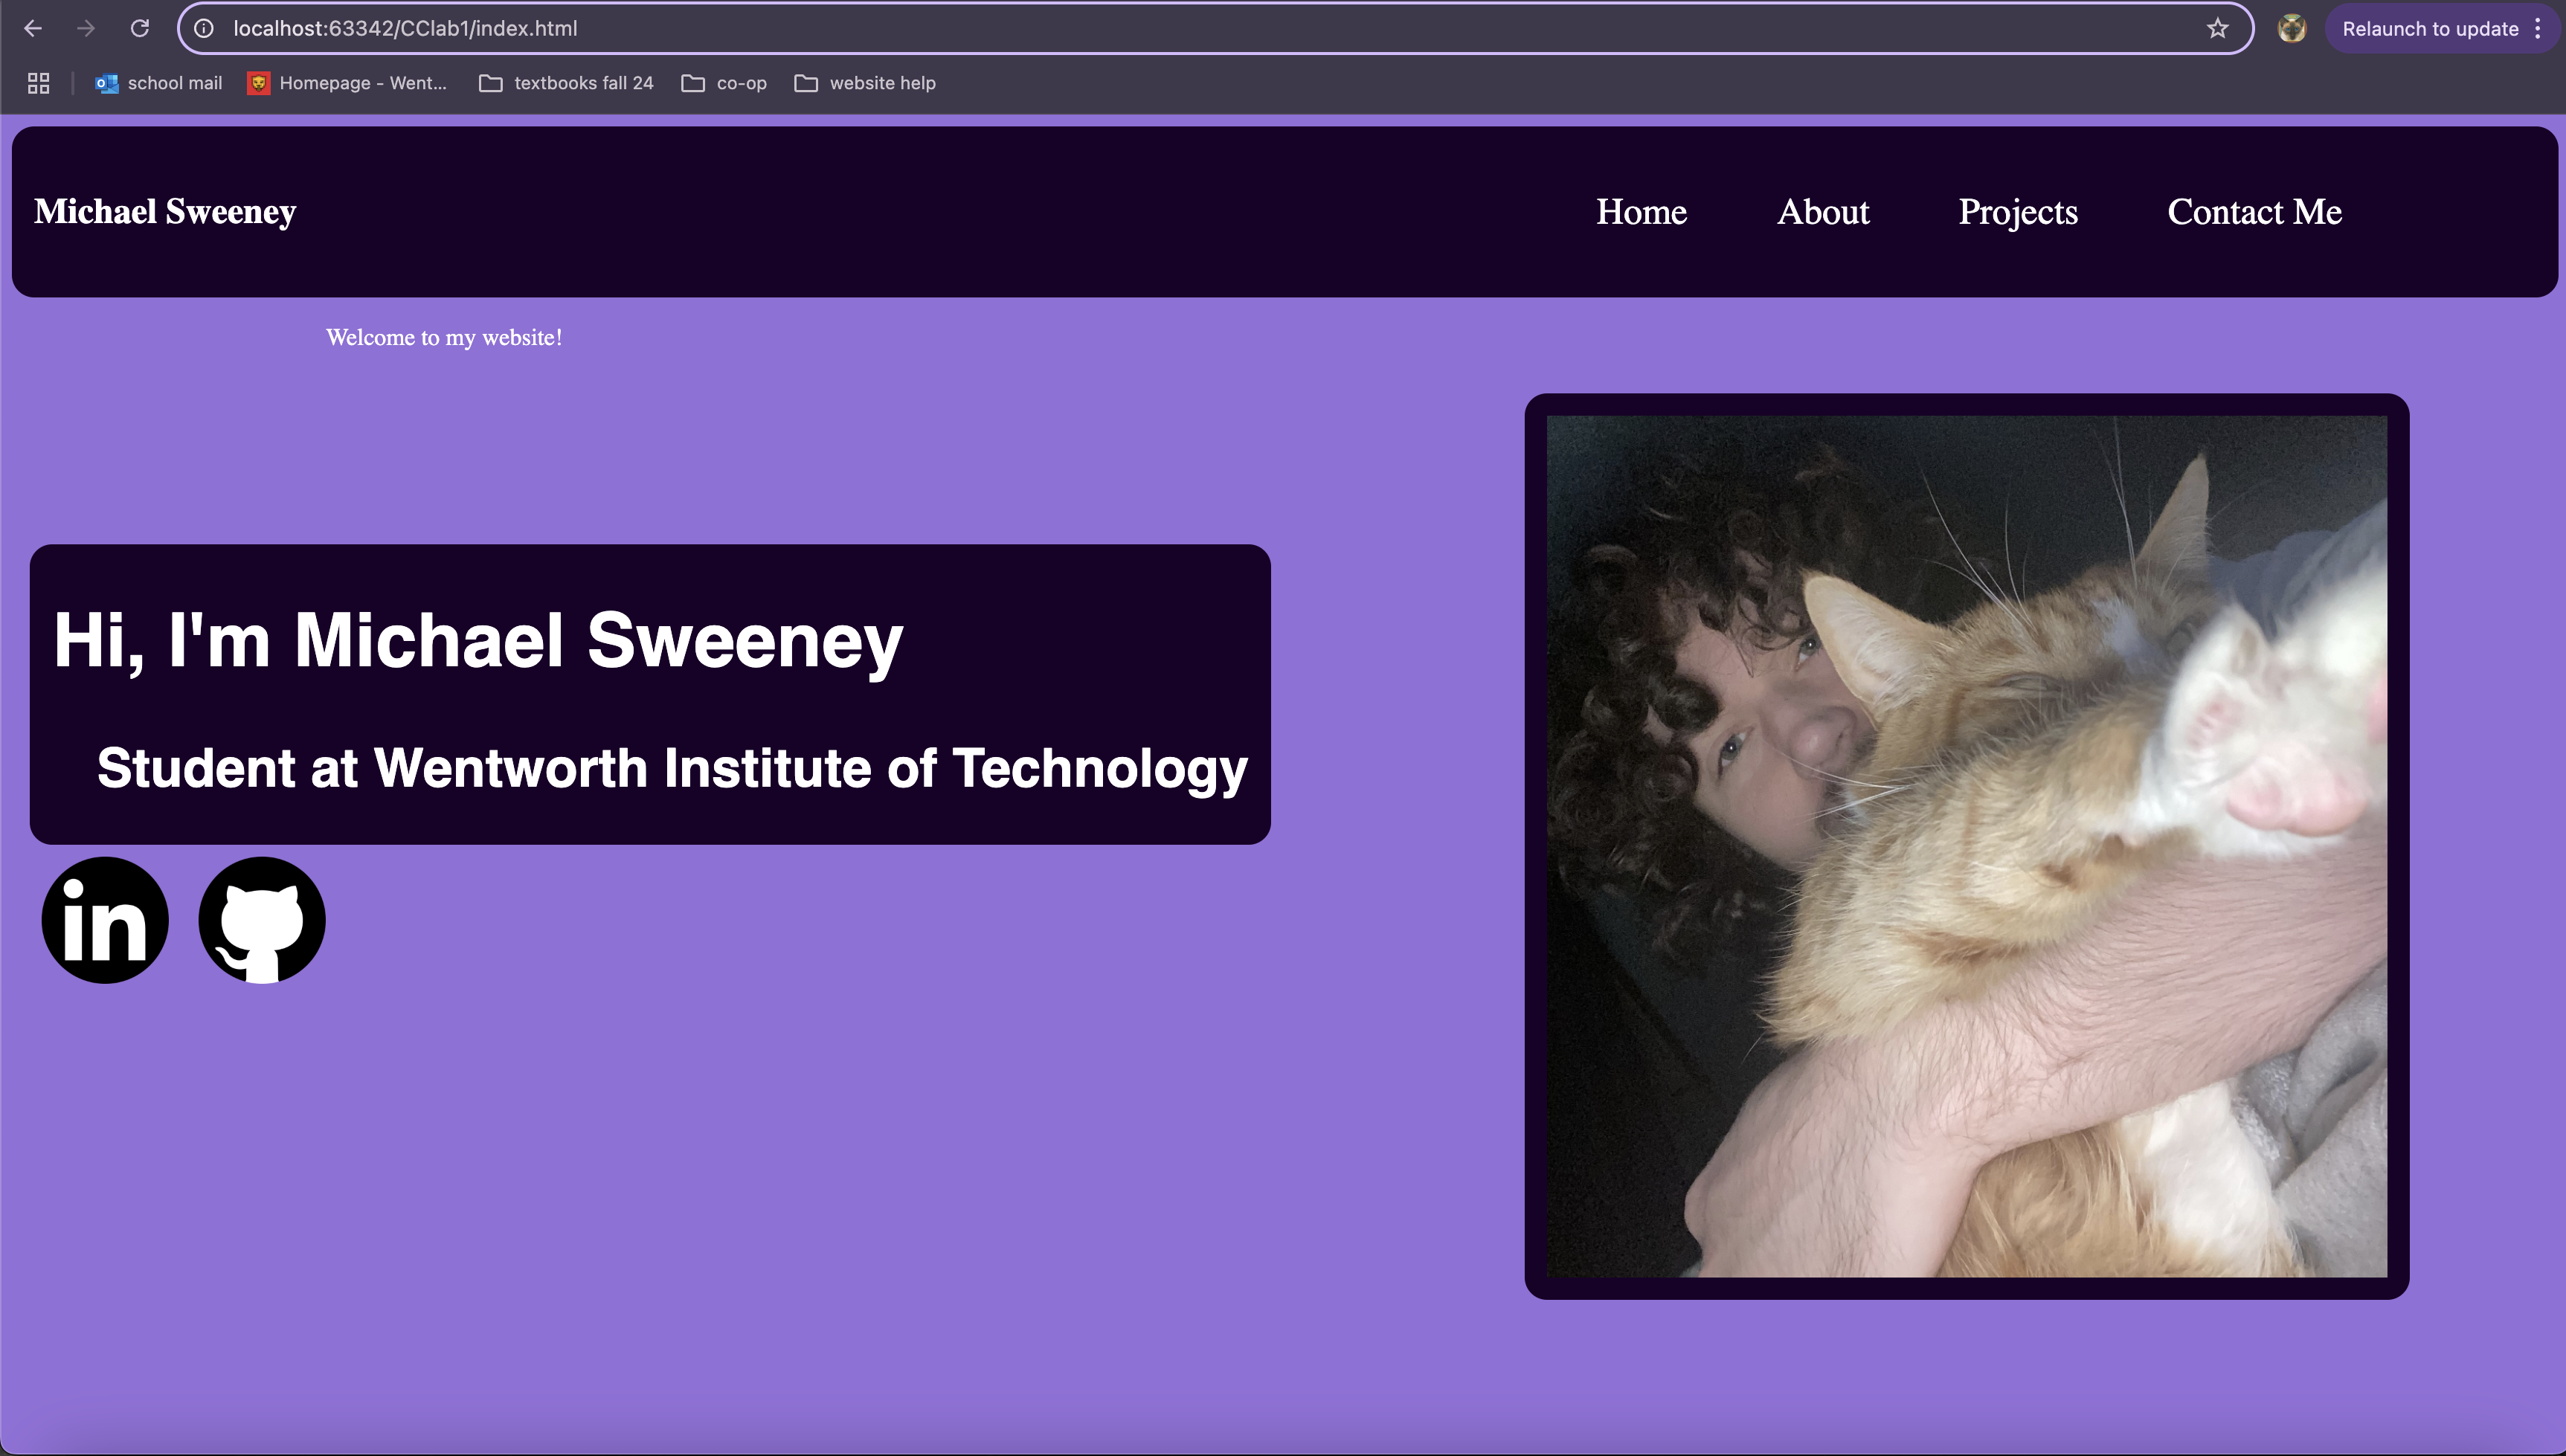 localhost:63342/CClab1/index.html
Relaunch to update
school mail
Homepage - Went...
textbooks fall 24
co-op
website help
Michael Sweeney
Home
About
Projects
Contact Me
Welcome to my website!
Hi, I'm Michael Sweeney
Student at Wentworth Institute of Technology
in